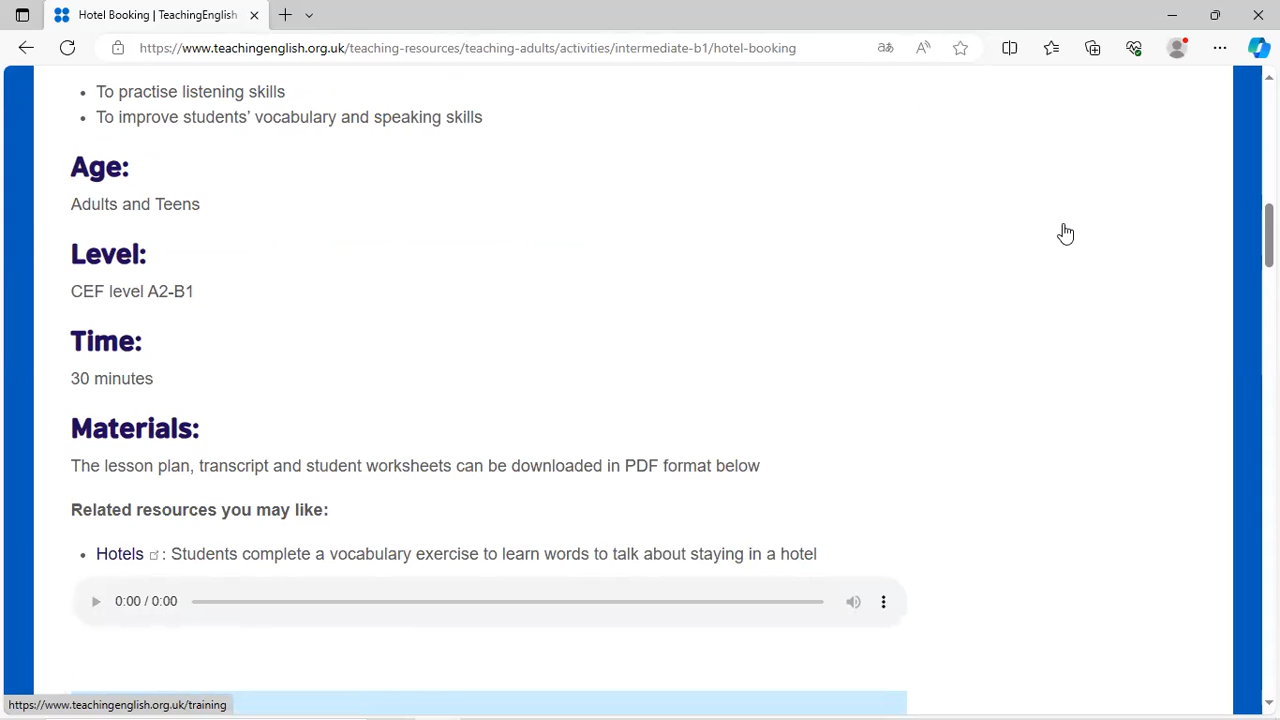 Hotel Booking | TeachingEnglish
https://www.teachingenglish.org.uk/teaching-resources/teaching-adults/activities/intermediate-b1/hotel-booking
• To practise listening skills
• To improve students' vocabulary and speaking skills
Age:
Adults and Teens
Level:
CEF level A2-B1
Time:
30 minutes
Materials:
The lesson plan, transcript and student worksheets can be downloaded in PDF format below
Related resources you may like:
• Hotels : Students complete a vocabulary exercise to learn words to talk about staying in a hotel
0:00 / 0:00
https://www.teachingenglish.org.uk/training